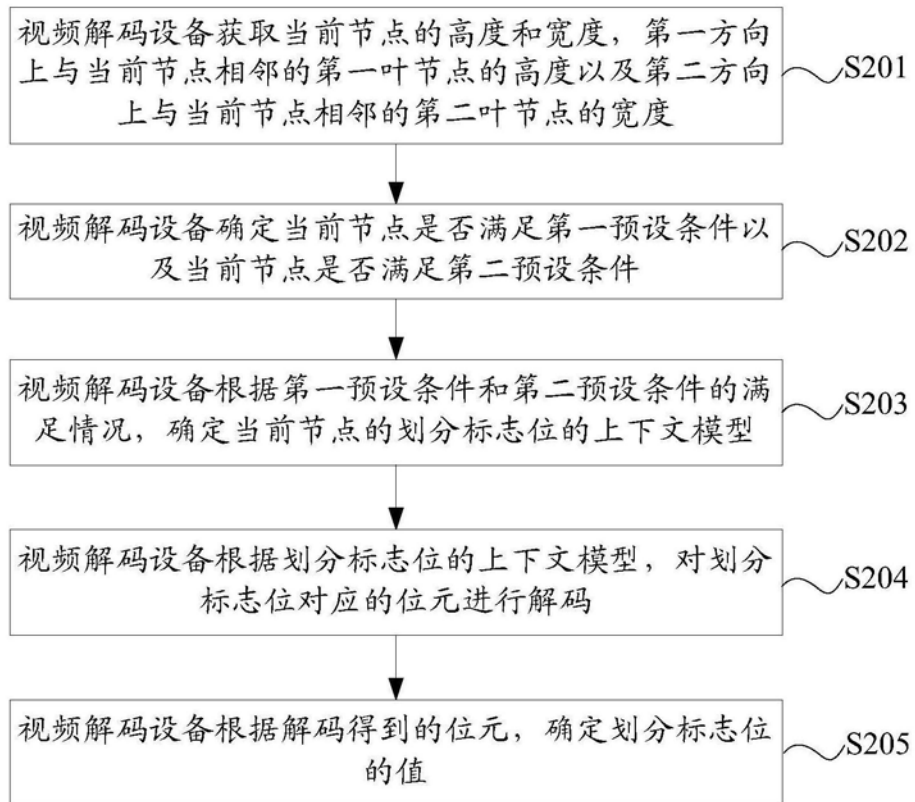 视频解码设备获取当前节点的高度和宽度，第一方向
上与当前节点相邻的第一叶节点的高度以及第二方向
上与当前节点相邻的第二叶节点的宽度
S201
视频解码设备确定当前节点是否满足第一预设条件以
及当前节点是否满足第二预设条件
S202
视频解码设备根据第一预设条件和第二预设条件的满
足情况，确定当前节点的划分标志位的上下文模型
S203
视频解码设备根据划分标志位的上下文模型，对划分
标志位对应的位元进行解码
S204
视频解码设备根据解码得到的位元，确定划分标志位
的值
S205